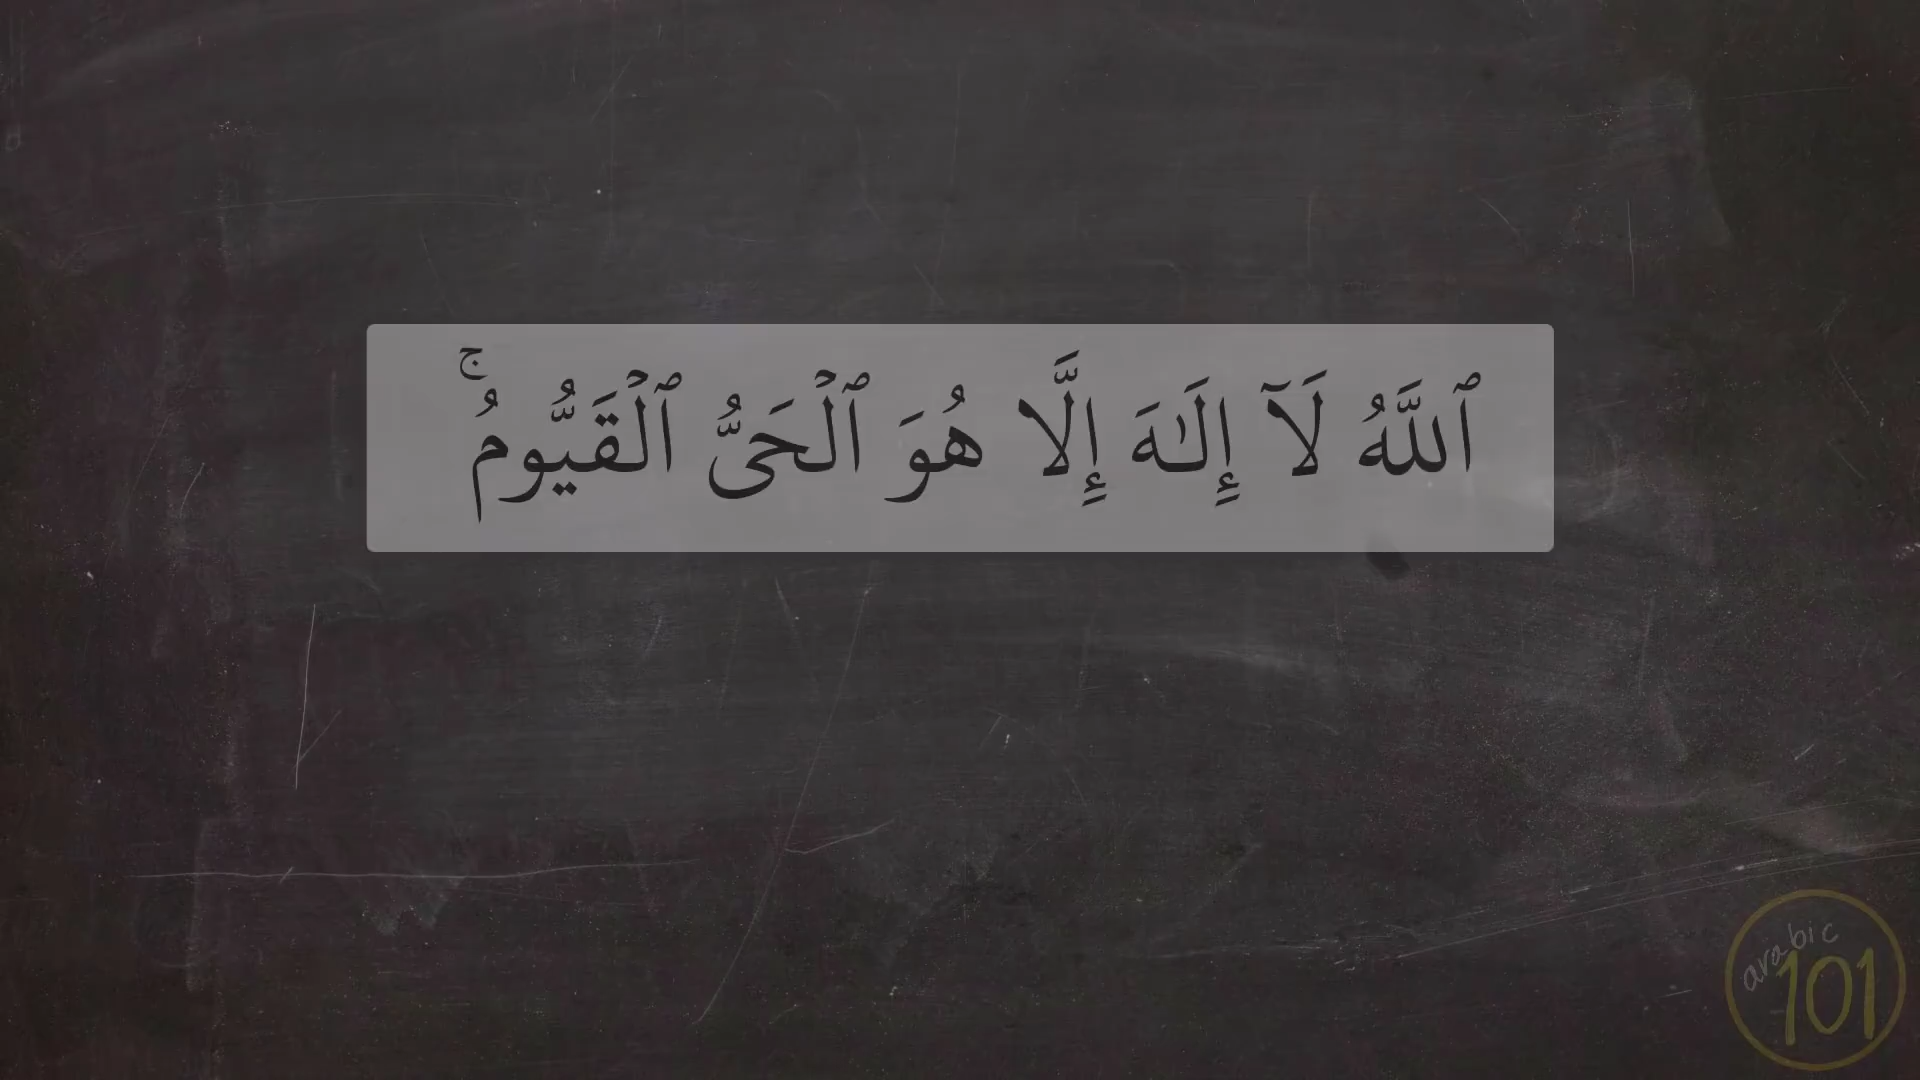 ٱللَّهُ لَآ إِلَـٰهَ إِلَّا هُوَ ٱلْحَىُّ ٱلْقَيُّومُ ۚ
arabic
101